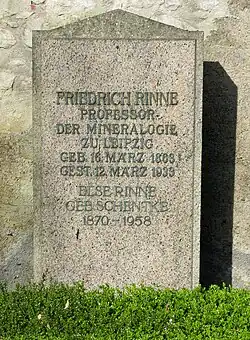 FRIEDRICH RINNE
PROFESSOR
DER MINERALOGIE
ZU LEIPZIG
GEB. 16. MÄRZ 1863
GEST. 12. MÄRZ 1933
ELSE RINNE
GEB. SCHENTKE
1870-1958